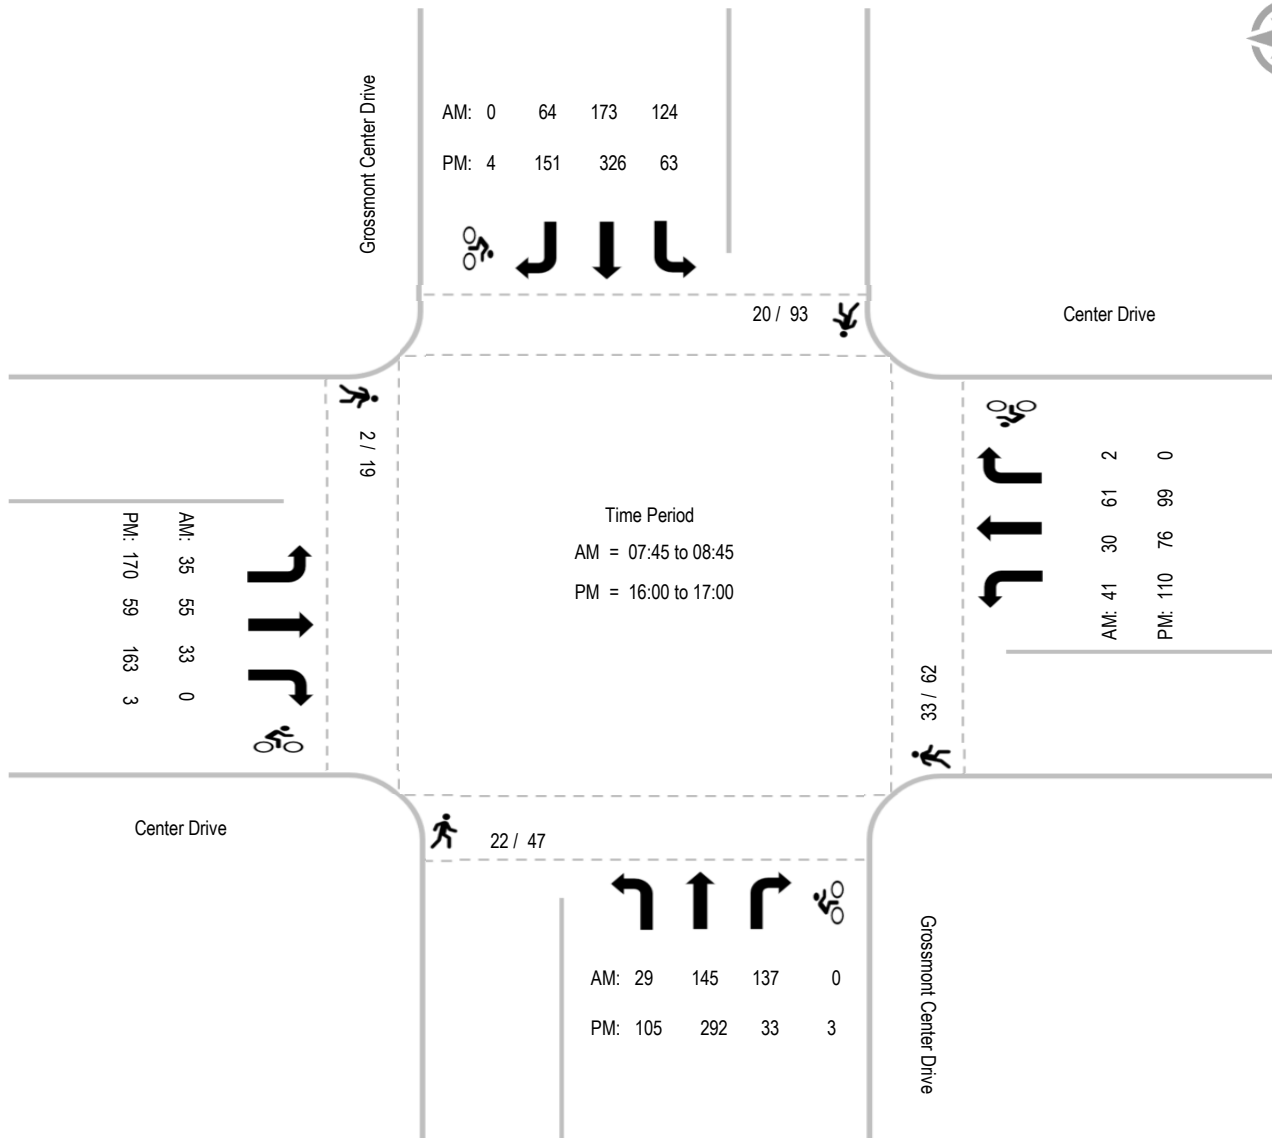 Grossmont Center Drive
AM: 0 64 173 124
PM: 4 151 326 63
20 / 93
Center Drive
2 / 19
AM: 35 55 33 0
PM: 170 59 163 3
Time Period
AM = 07:45 to 08:45
PM = 16:00 to 17:00
AM: 41 30 61 2
PM: 110 76 99 0
33 / 62
Center Drive
22 / 47
AM: 29 145 137 0
PM: 105 292 33 3
Grossmont Center Drive